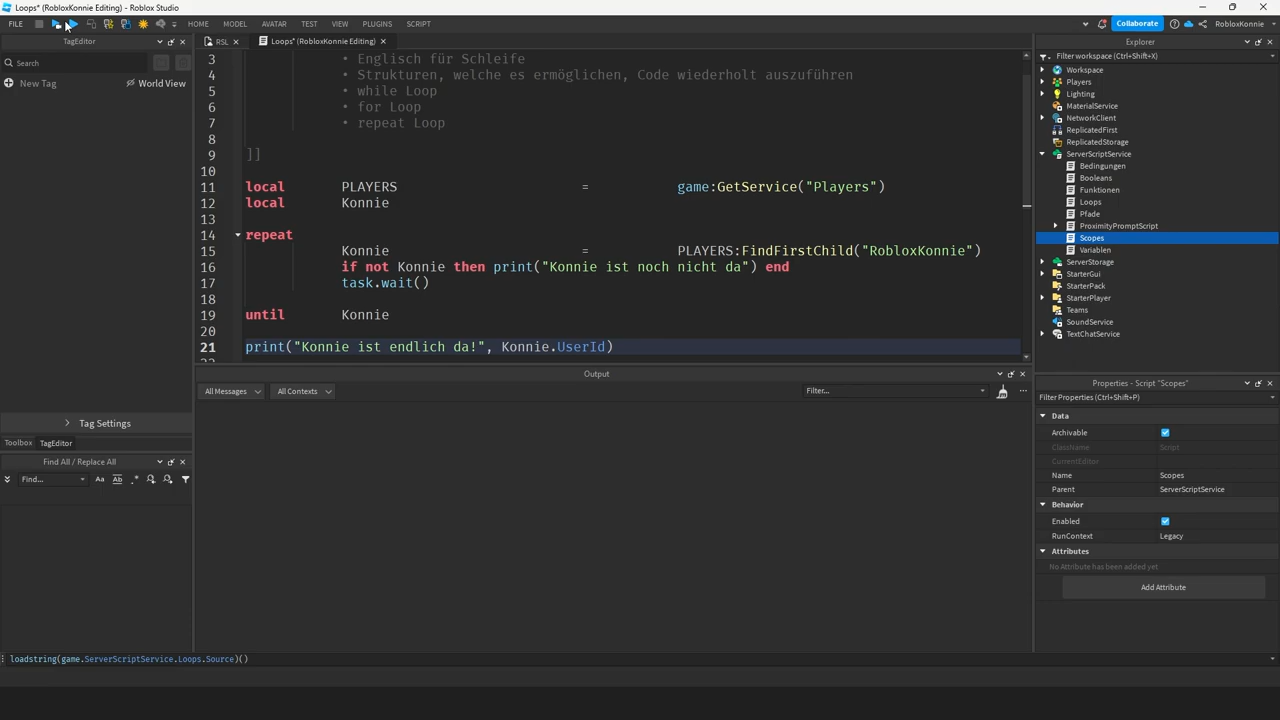 Loops* (RobloxKonnie Editing) - Roblox Studio
FILE HOME MODEL AVATAR TEST VIEW PLUGINS SCRIPT Collaborate RobloxKonnie
TagEditor
Search
New Tag World View
Tag Settings
Toolbox TagEditor
Find All / Replace All
Find... Aa Ab .*
RSL Loops* (RobloxKonnie Editing)
3 • Englisch für Schleife
4 • Strukturen, welche es ermöglichen, Code wiederholt auszuführen
5 • while Loop
6 • for Loop
7 • repeat Loop
8
9 ]]
10
11 local PLAYERS = game:GetService("Players")
12 local Konnie
13
14 repeat
15 Konnie = PLAYERS:FindFirstChild("RobloxKonnie")
16 if not Konnie then print("Konnie ist noch nicht da") end
17 task.wait()
18
19 until Konnie
20
21 print("Konnie ist endlich da!", Konnie.UserId)
Output
All Messages All Contexts Filter...
Explorer
Filter workspace (Ctrl+Shift+X)
Workspace
Players
Lighting
MaterialService
NetworkClient
ReplicatedFirst
ReplicatedStorage
ServerScriptService
Bedingungen
Booleans
Funktionen
Loops
Pfade
ProximityPromptScript
Scopes
Variablen
ServerStorage
StarterGui
StarterPack
StarterPlayer
Teams
SoundService
TextChatService
Properties - Script "Scopes"
Filter Properties (Ctrl+Shift+P)
Data
Archivable
ClassName Script
CurrentEditor
Name Scopes
Parent ServerScriptService
Behavior
Enabled
RunContext Legacy
Attributes
No Attribute has been added yet
Add Attribute
loadstring(game.ServerScriptService.Loops.Source)()